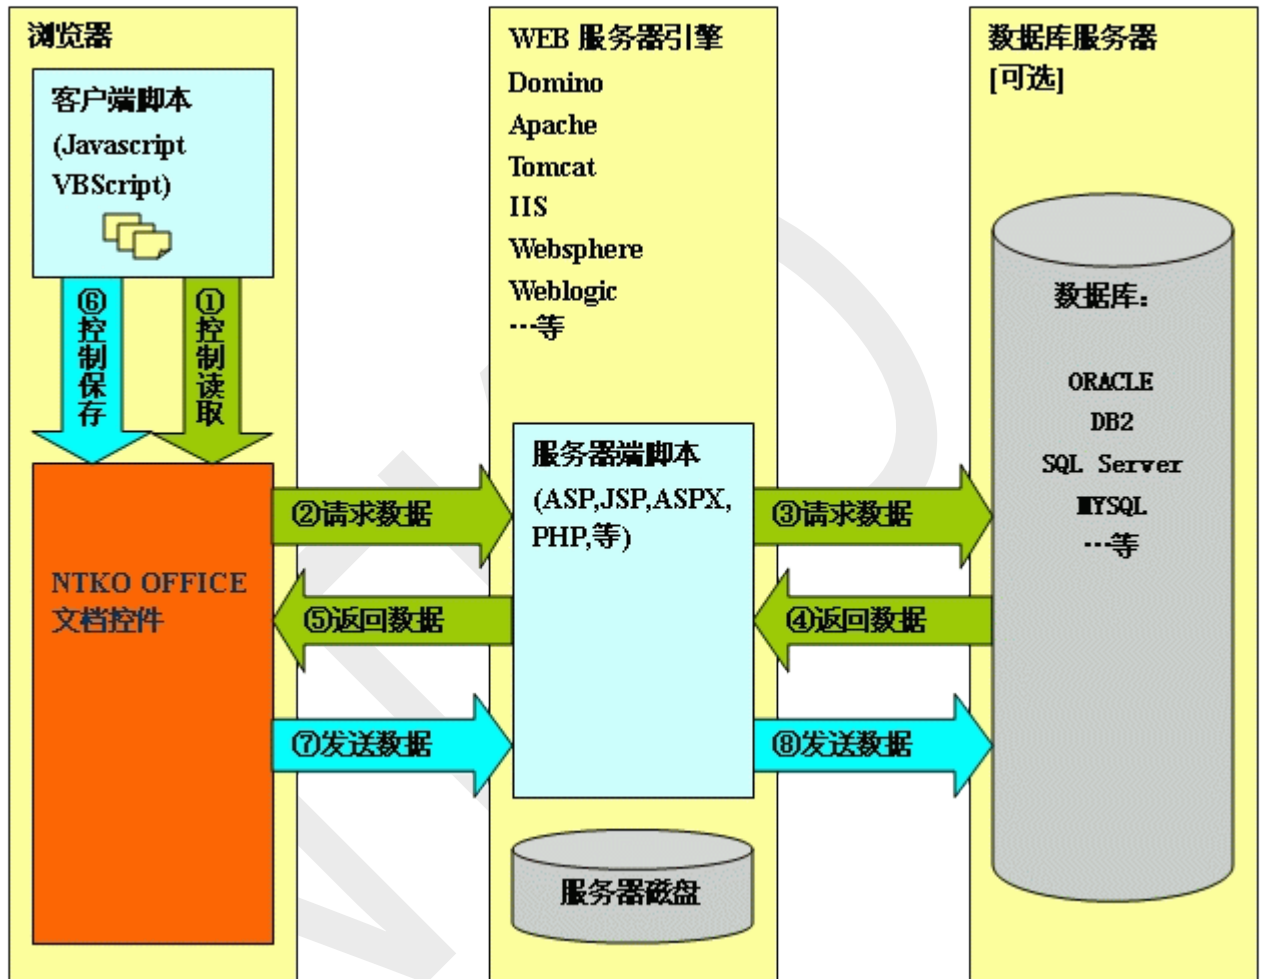 浏览器
客户端脚本
(Javascript
VBScript)
⑥控制保存
①控制读取
NTKO OFFICE
文档控件
WEB 服务器引擎
Domino
Apache
Tomcat
IIS
Websphere
Weblogic
…等
服务器端脚本
(ASP,JSP,ASPX,
PHP,等)
②请求数据
③请求数据
⑤返回数据
④返回数据
⑦发送数据
⑧发送数据
服务器磁盘
数据库服务器
[可选]
数据库：
ORACLE
DB2
SQL Server
MYSQL
…等